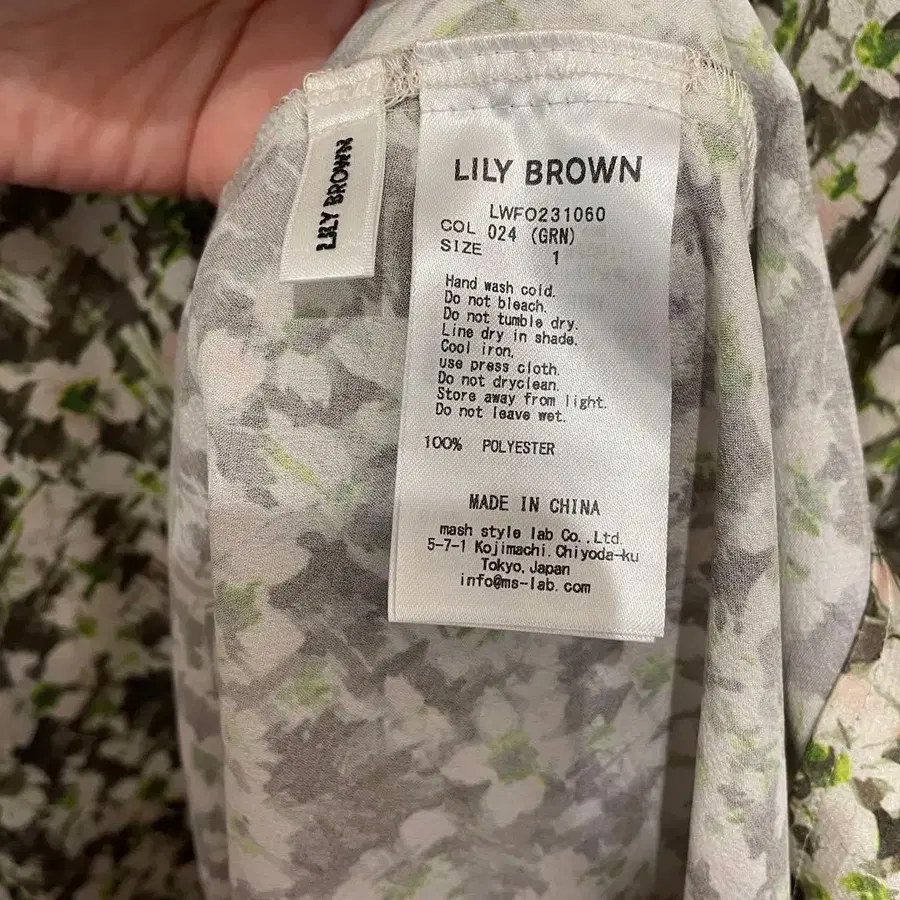 LILY BROWN
LILY BROWN
LWFO231060
COL 024 (GRN)
SIZE 1
Hand wash cold.
Do not bleach.
Do not tumble dry.
Line dry in shade.
Cool iron,
use press cloth.
Do not dryclean.
Store away from light.
Do not leave wet.
100% POLYESTER
MADE IN CHINA
mash style lab Co.,Ltd.
5-7-1 Kojimachi.Chiyoda-ku
Tokyo,Japan
info@ms-lab.com